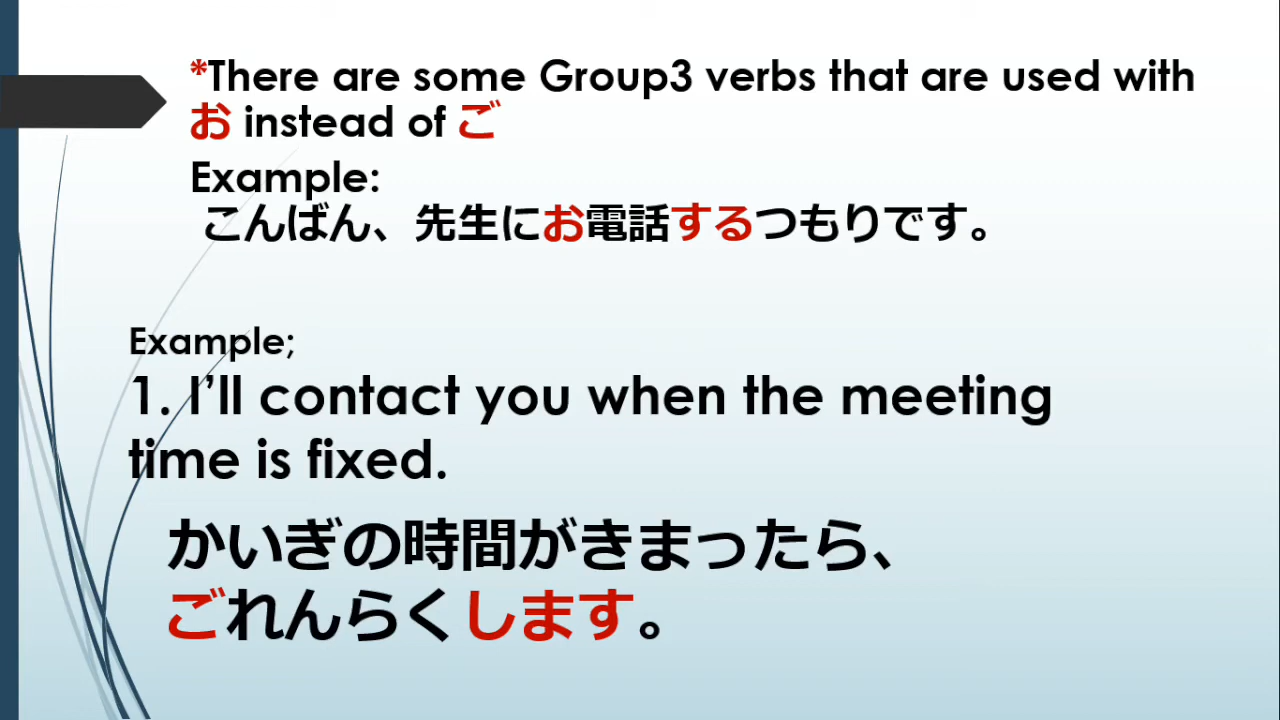 *There are some Group3 verbs that are used with
お instead of ご
Example:
こんばん、先生にお電話するつもりです。
Example;
1. I’ll contact you when the meeting
time is fixed.
かいぎの時間がきまったら、
ごれんらくします。